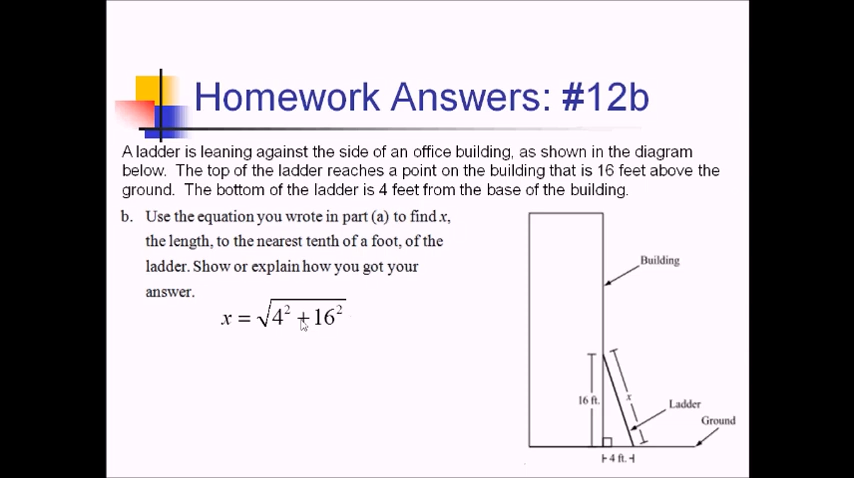 Homework Answers: #12b
A ladder is leaning against the side of an office building, as shown in the diagram
below. The top of the ladder reaches a point on the building that is 16 feet above the
ground. The bottom of the ladder is 4 feet from the base of the building.
b. Use the equation you wrote in part (a) to find x,
the length, to the nearest tenth of a foot, of the
ladder. Show or explain how you got your
answer.
x = √(4² + 16²)
Building
16 ft.
x
Ladder
Ground
4 ft.